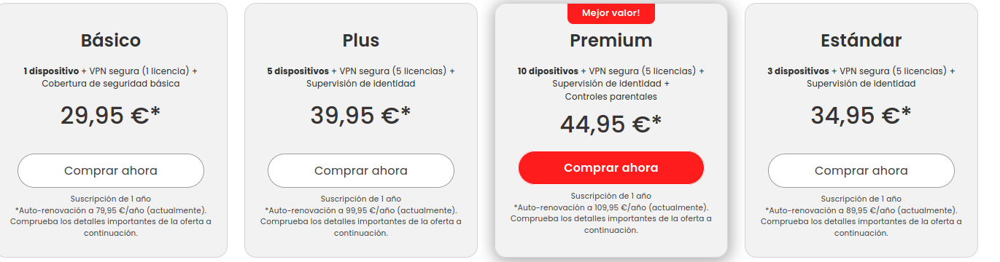 Básico
1 dispositivo + VPN segura (1 licencia) +
Cobertura de seguridad básica
29,95 €*
Comprar ahora
Suscripción de 1 año
*Auto-renovación a 79,95 €/año (actualmente).
Comprueba los detalles importantes de la oferta a
continuación.
Plus
5 dispositivos + VPN segura (5 licencias) +
Supervisión de identidad
39,95 €*
Comprar ahora
Suscripción de 1 año
*Auto-renovación a 99,95 €/año (actualmente).
Comprueba los detalles importantes de la oferta a
continuación.
Mejor valor!
Premium
10 dipositivos + VPN segura (5 licencias) +
Supervisión de identidad +
Controles parentales
44,95 €*
Comprar ahora
Suscripción de 1 año
*Auto-renovación a 109,95 €/año (actualmente).
Comprueba los detalles importantes de la oferta a
continuación.
Estándar
3 dispositivos + VPN segura (5 licencias) +
Supervisión de identidad
34,95 €*
Comprar ahora
Suscripción de 1 año
*Auto-renovación a 89,95 €/año (actualmente).
Comprueba los detalles importantes de la oferta a
continuación.